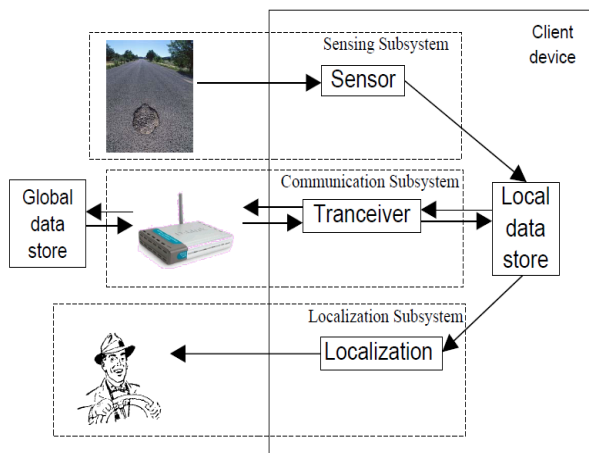 Sensing Subsystem
Client
device
Sensor
Communication Subsystem
Global
data
store
Tranceiver
Local
data
store
Localization Subsystem
Localization